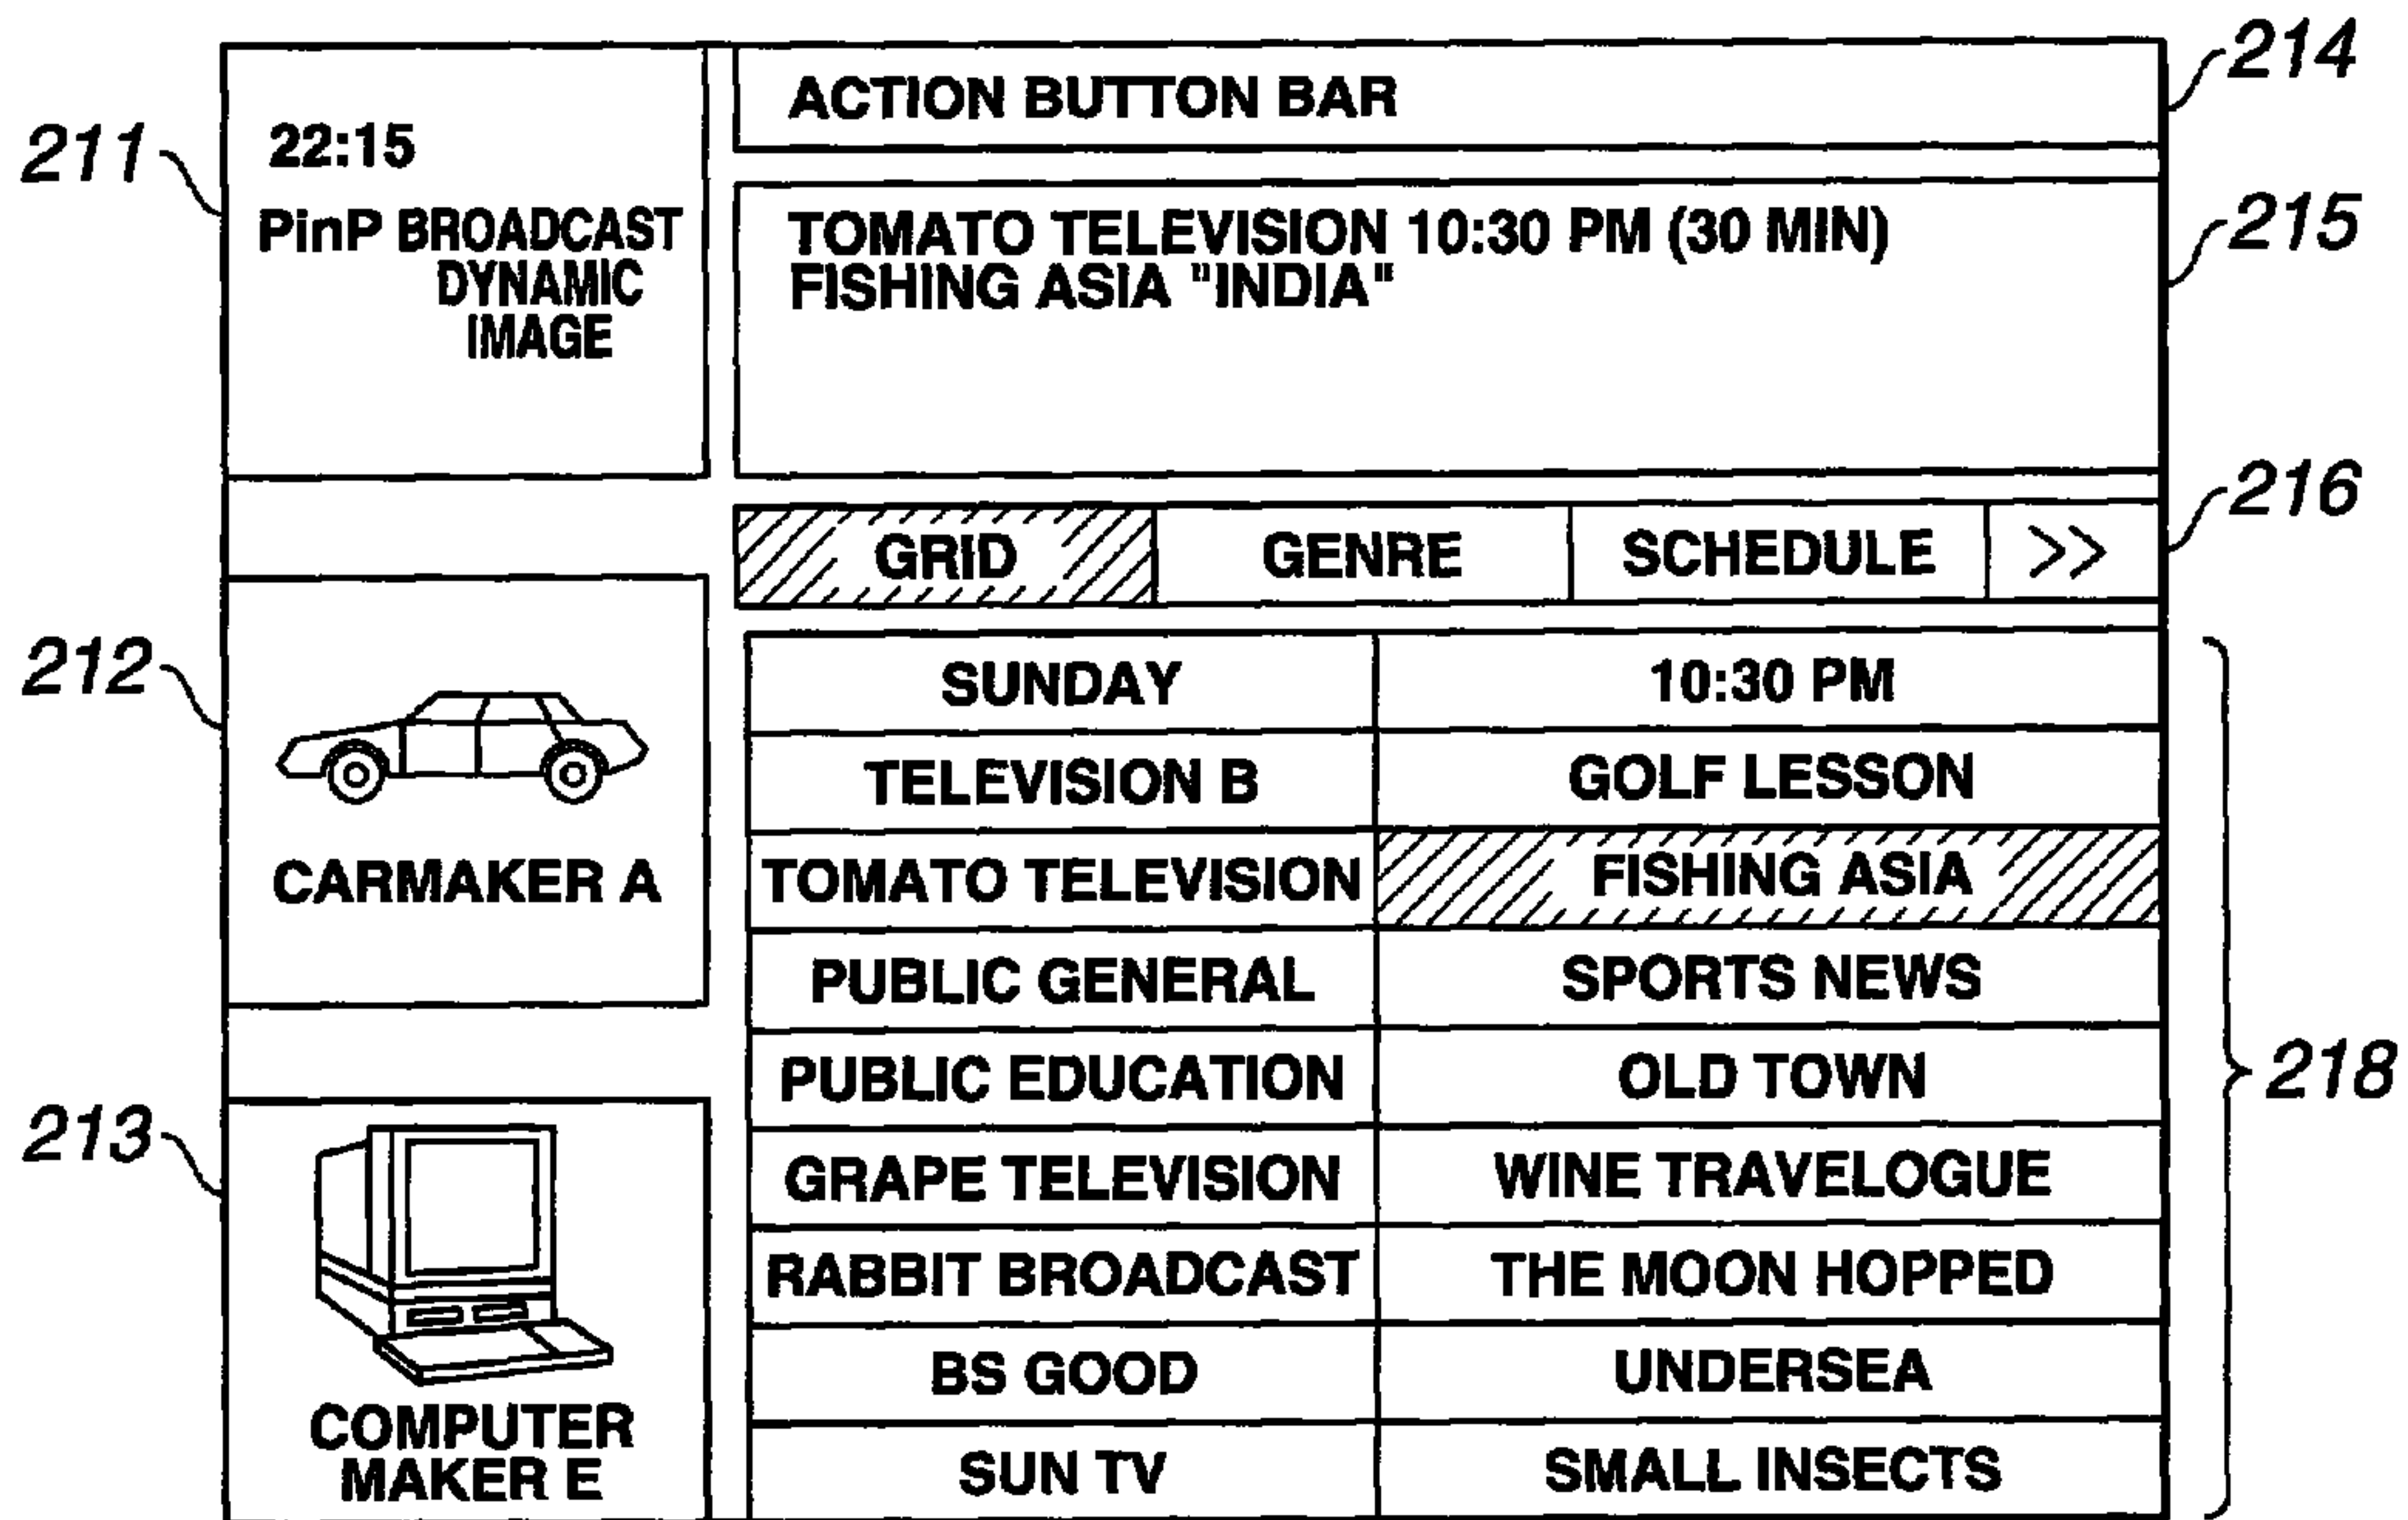 214
ACTION BUTTON BAR
211
22:15
PinP BROADCAST
DYNAMIC
IMAGE
215
TOMATO TELEVISION 10:30 PM (30 MIN)
FISHING ASIA "INDIA"
216
GRID GENRE SCHEDULE >>
212
CARMAKER A
213
COMPUTER
MAKER E
SUNDAY 10:30 PM
TELEVISION B GOLF LESSON
TOMATO TELEVISION FISHING ASIA
PUBLIC GENERAL SPORTS NEWS
PUBLIC EDUCATION OLD TOWN
GRAPE TELEVISION WINE TRAVELOGUE
RABBIT BROADCAST THE MOON HOPPED
BS GOOD UNDERSEA
SUN TV SMALL INSECTS
218